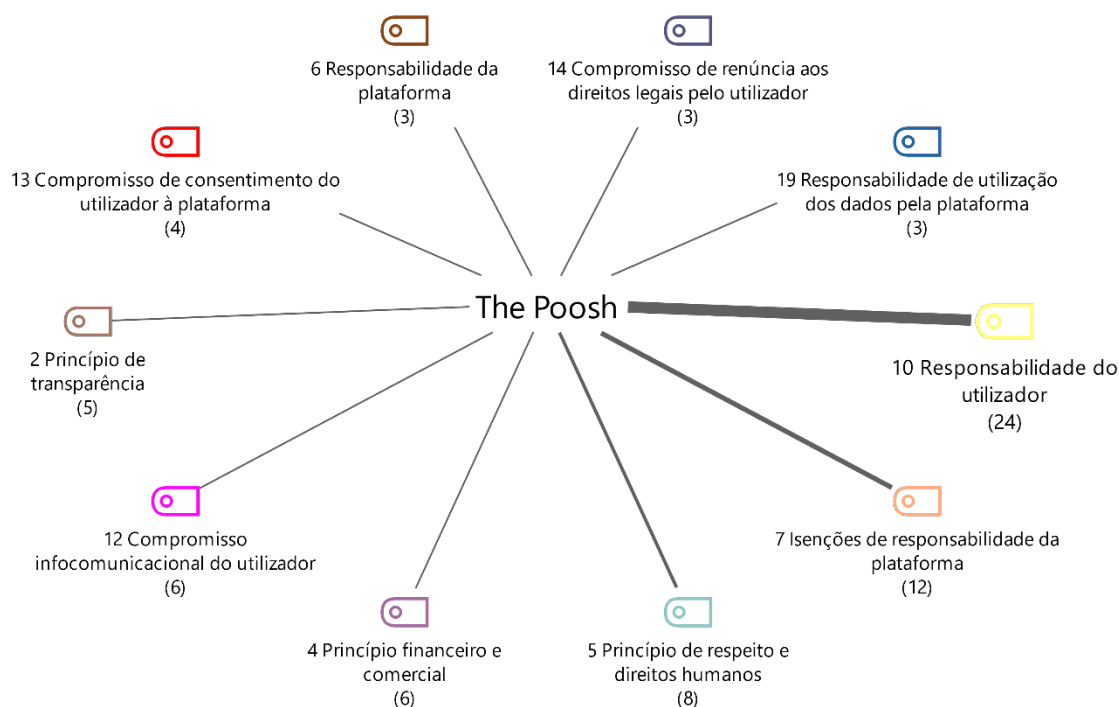 6 Responsabilidade da
plataforma
(3)
14 Compromisso de renúncia aos
direitos legais pelo utilizador
(3)
13 Compromisso de consentimento do
utilizador à plataforma
(4)
19 Responsabilidade de utilização
dos dados pela plataforma
(3)
The Poosh
2 Princípio de
transparência
(5)
10 Responsabilidade do
utilizador
(24)
12 Compromisso
infocomunicacional do utilizador
(6)
7 Isenções de responsabilidade da
plataforma
(12)
4 Princípio financeiro e
comercial
(6)
5 Princípio de respeito e
direitos humanos
(8)